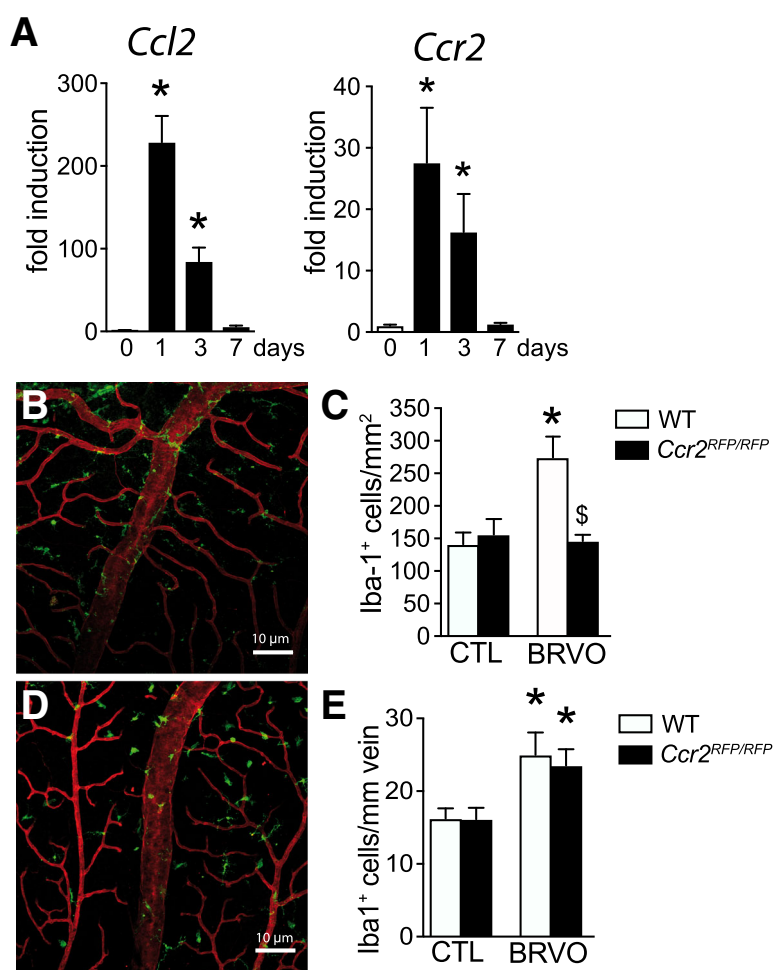 A
Ccl2
Ccr2
fold induction
300
200
100
0
*
*
0 1 3 7 days
fold induction
40
30
20
10
0
*
*
0 1 3 7 days
B
10 µm
C
Iba-1+ cells/mm2
350
300
250
200
150
100
50
0
*
$
CTL BRVO
WT
Ccr2RFP/RFP
D
10 µm
E
Iba1+ cells/mm vein
30
20
10
0
* *
CTL BRVO
WT
Ccr2RFP/RFP